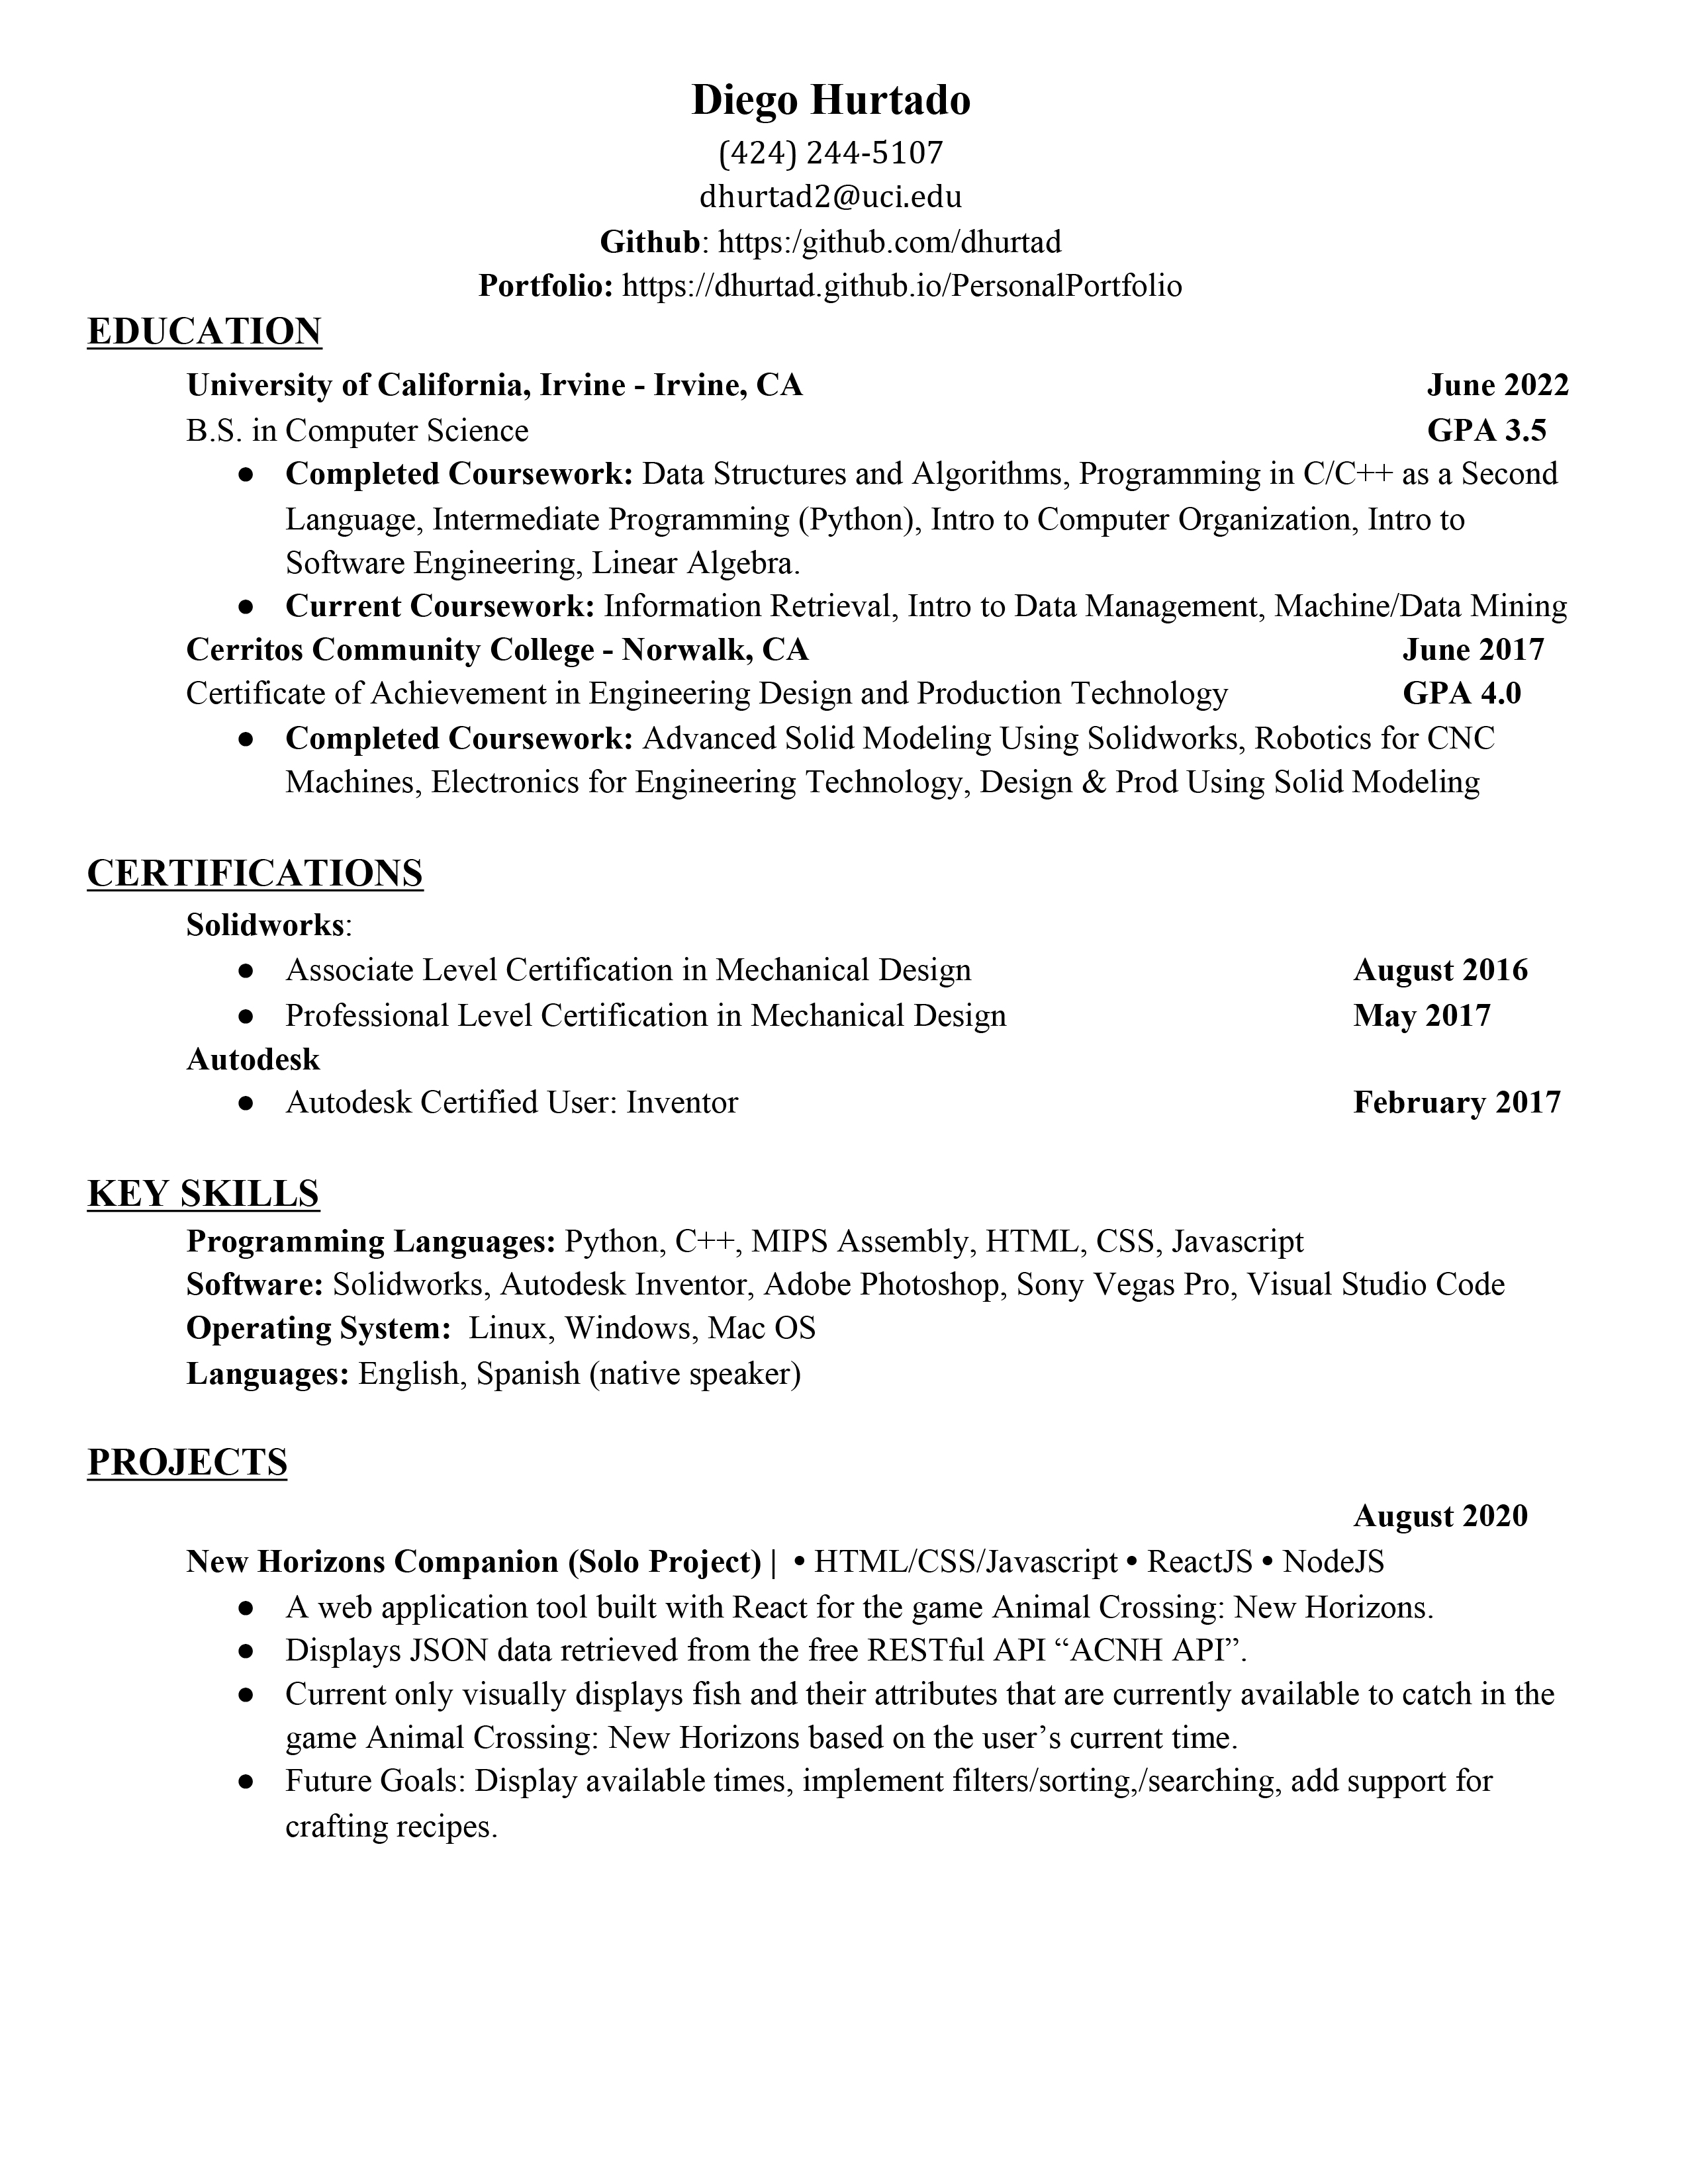 Diego Hurtado
(424) 244-5107
dhurtad2@uci.edu
Github: https:/github.com/dhurtad
Portfolio: https://dhurtad.github.io/PersonalPortfolio
EDUCATION
University of California, Irvine - Irvine, CA June 2022
B.S. in Computer Science GPA 3.5
● Completed Coursework: Data Structures and Algorithms, Programming in C/C++ as a Second
Language, Intermediate Programming (Python), Intro to Computer Organization, Intro to
Software Engineering, Linear Algebra.
● Current Coursework: Information Retrieval, Intro to Data Management, Machine/Data Mining
Cerritos Community College - Norwalk, CA June 2017
Certificate of Achievement in Engineering Design and Production Technology GPA 4.0
● Completed Coursework: Advanced Solid Modeling Using Solidworks, Robotics for CNC
Machines, Electronics for Engineering Technology, Design & Prod Using Solid Modeling
CERTIFICATIONS
Solidworks:
● Associate Level Certification in Mechanical Design August 2016
● Professional Level Certification in Mechanical Design May 2017
Autodesk
● Autodesk Certified User: Inventor February 2017
KEY SKILLS
Programming Languages: Python, C++, MIPS Assembly, HTML, CSS, Javascript
Software: Solidworks, Autodesk Inventor, Adobe Photoshop, Sony Vegas Pro, Visual Studio Code
Operating System: Linux, Windows, Mac OS
Languages: English, Spanish (native speaker)
PROJECTS
August 2020
New Horizons Companion (Solo Project) | • HTML/CSS/Javascript • ReactJS • NodeJS
● A web application tool built with React for the game Animal Crossing: New Horizons.
● Displays JSON data retrieved from the free RESTful API “ACNH API”.
● Current only visually displays fish and their attributes that are currently available to catch in the
game Animal Crossing: New Horizons based on the user’s current time.
● Future Goals: Display available times, implement filters/sorting,/searching, add support for
crafting recipes.